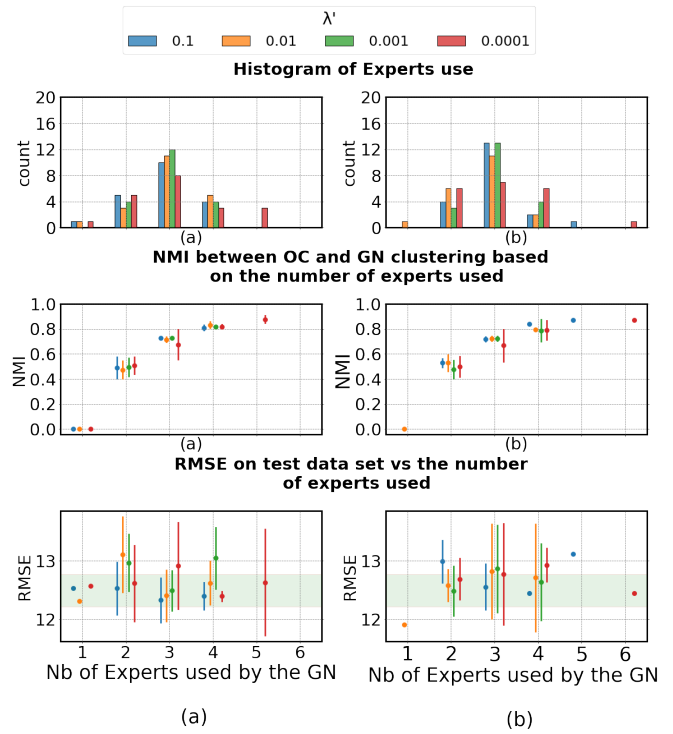 λ'
0.1 0.01 0.001 0.0001
Histogram of Experts use
20 20
16 16
12 12
8 8
4 4
0 0
count count
(a) (b)
NMI between OC and GN clustering based
on the number of experts used
1.0 1.0
0.8 0.8
0.6 0.6
0.4 0.4
0.2 0.2
0.0 0.0
NMI NMI
(a) (b)
RMSE on test data set vs the number
of experts used
13 13
12 12
RMSE RMSE
1 2 3 4 5 6 1 2 3 4 5 6
Nb of Experts used by the GN Nb of Experts used by the GN
(a) (b)